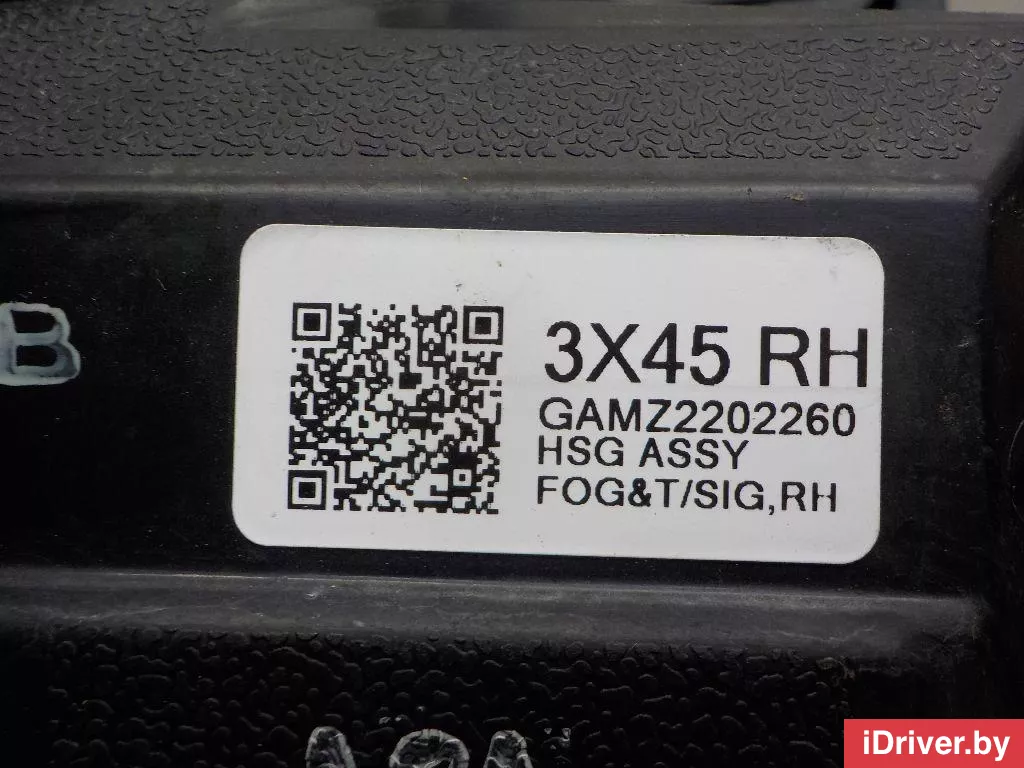 B
3X45 RH
GAMZ2202260
HSG ASSY
FOG&T/SIG,RH
iDriver.by